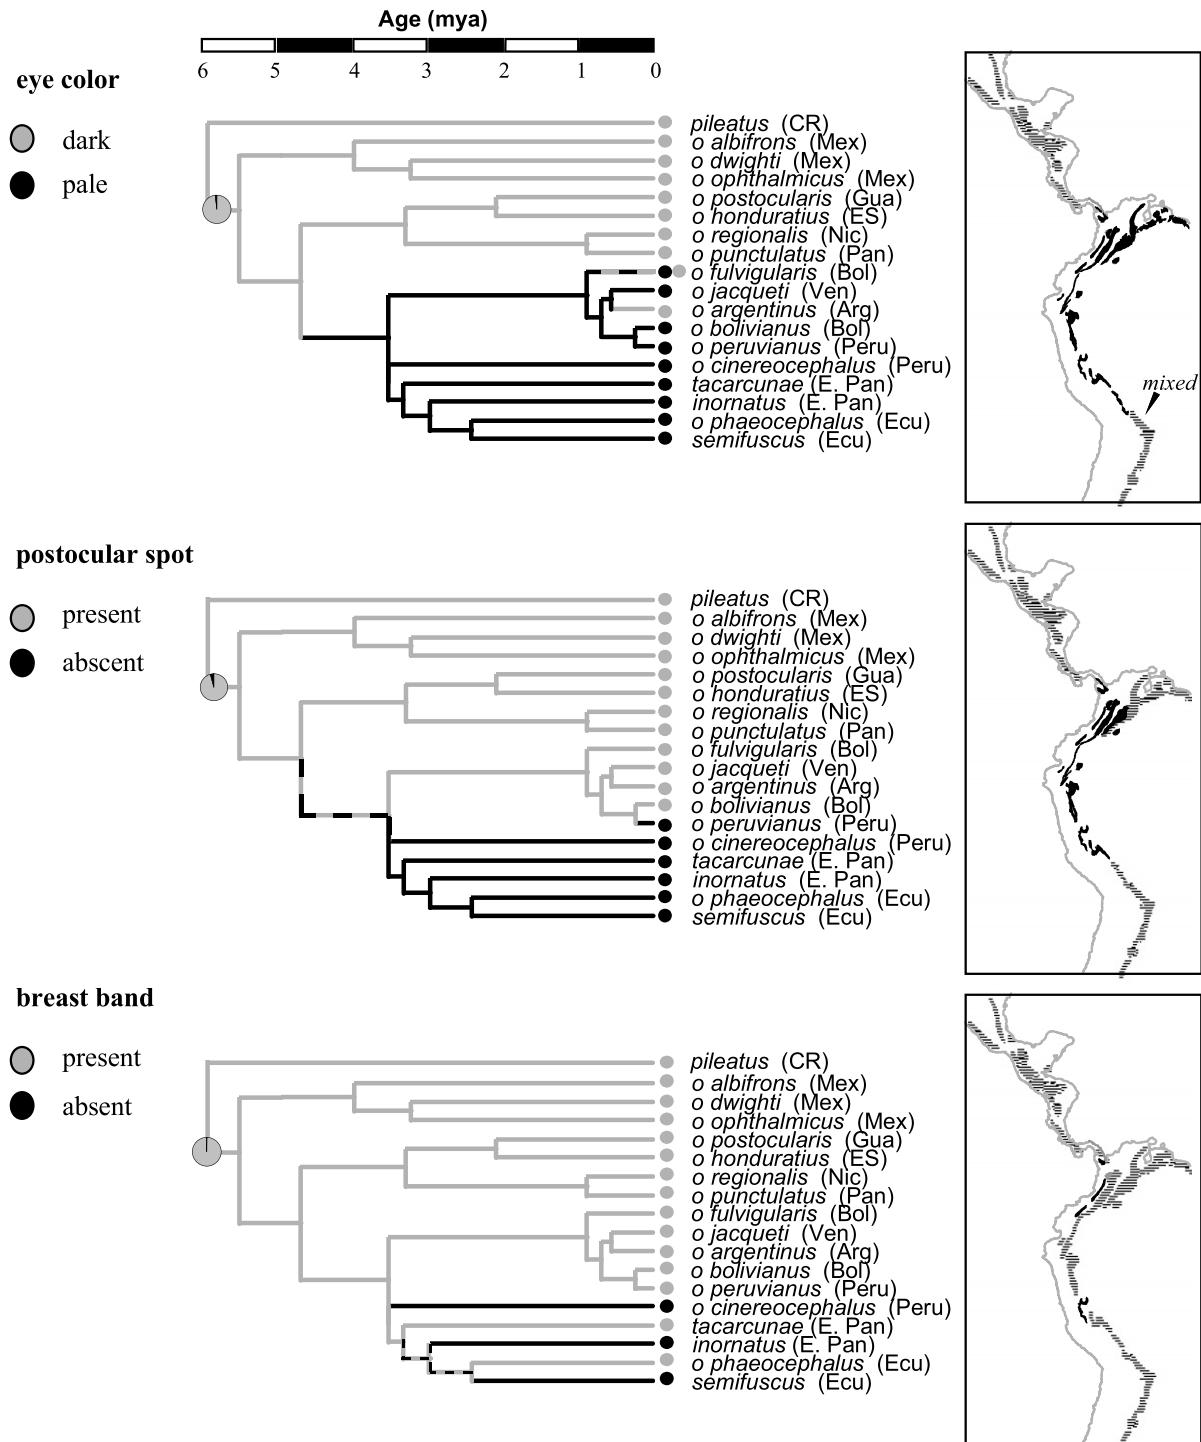 Age (mya)
6 5 4 3 2 1 0
eye color
dark
pale
pileatus (CR)
o albifrons (Mex)
o dwighti (Mex)
o ophthalmicus (Mex)
o postocularis (Gua)
o honduratius (ES)
o regionalis (Nic)
o punctulatus (Pan)
o fulvigularis (Bol)
o jacqueti (Ven)
o argentinus (Arg)
o bolivianus (Bol)
o peruvianus (Peru)
o cinereocephalus (Peru)
tacarcunae (E. Pan)
inornatus (E. Pan)
o phaeocephalus (Ecu)
semifuscus (Ecu)
mixed
postocular spot
present
abscent
pileatus (CR)
o albifrons (Mex)
o dwighti (Mex)
o ophthalmicus (Mex)
o postocularis (Gua)
o honduratius (ES)
o regionalis (Nic)
o punctulatus (Pan)
o fulvigularis (Bol)
o jacqueti (Ven)
o argentinus (Arg)
o bolivianus (Bol)
o peruvianus (Peru)
o cinereocephalus (Peru)
tacarcunae (E. Pan)
inornatus (E. Pan)
o phaeocephalus (Ecu)
semifuscus (Ecu)
breast band
present
absent
pileatus (CR)
o albifrons (Mex)
o dwighti (Mex)
o ophthalmicus (Mex)
o postocularis (Gua)
o honduratius (ES)
o regionalis (Nic)
o punctulatus (Pan)
o fulvigularis (Bol)
o jacqueti (Ven)
o argentinus (Arg)
o bolivianus (Bol)
o peruvianus (Peru)
o cinereocephalus (Peru)
tacarcunae (E. Pan)
inornatus (E. Pan)
o phaeocephalus (Ecu)
semifuscus (Ecu)